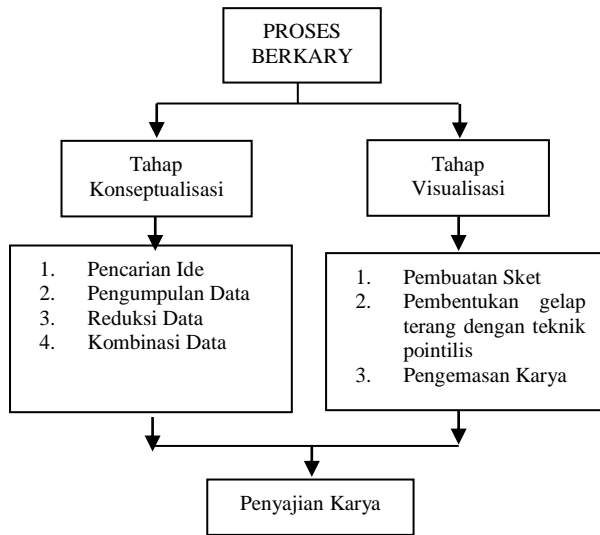 PROSES
BERKARY
Tahap
Konseptualisasi
Tahap
Visualisasi
1. Pencarian Ide
2. Pengumpulan Data
3. Reduksi Data
4. Kombinasi Data
1. Pembuatan Sket
2. Pembentukan gelap
terang dengan teknik
pointilis
3. Pengemasan Karya
Penyajian Karya